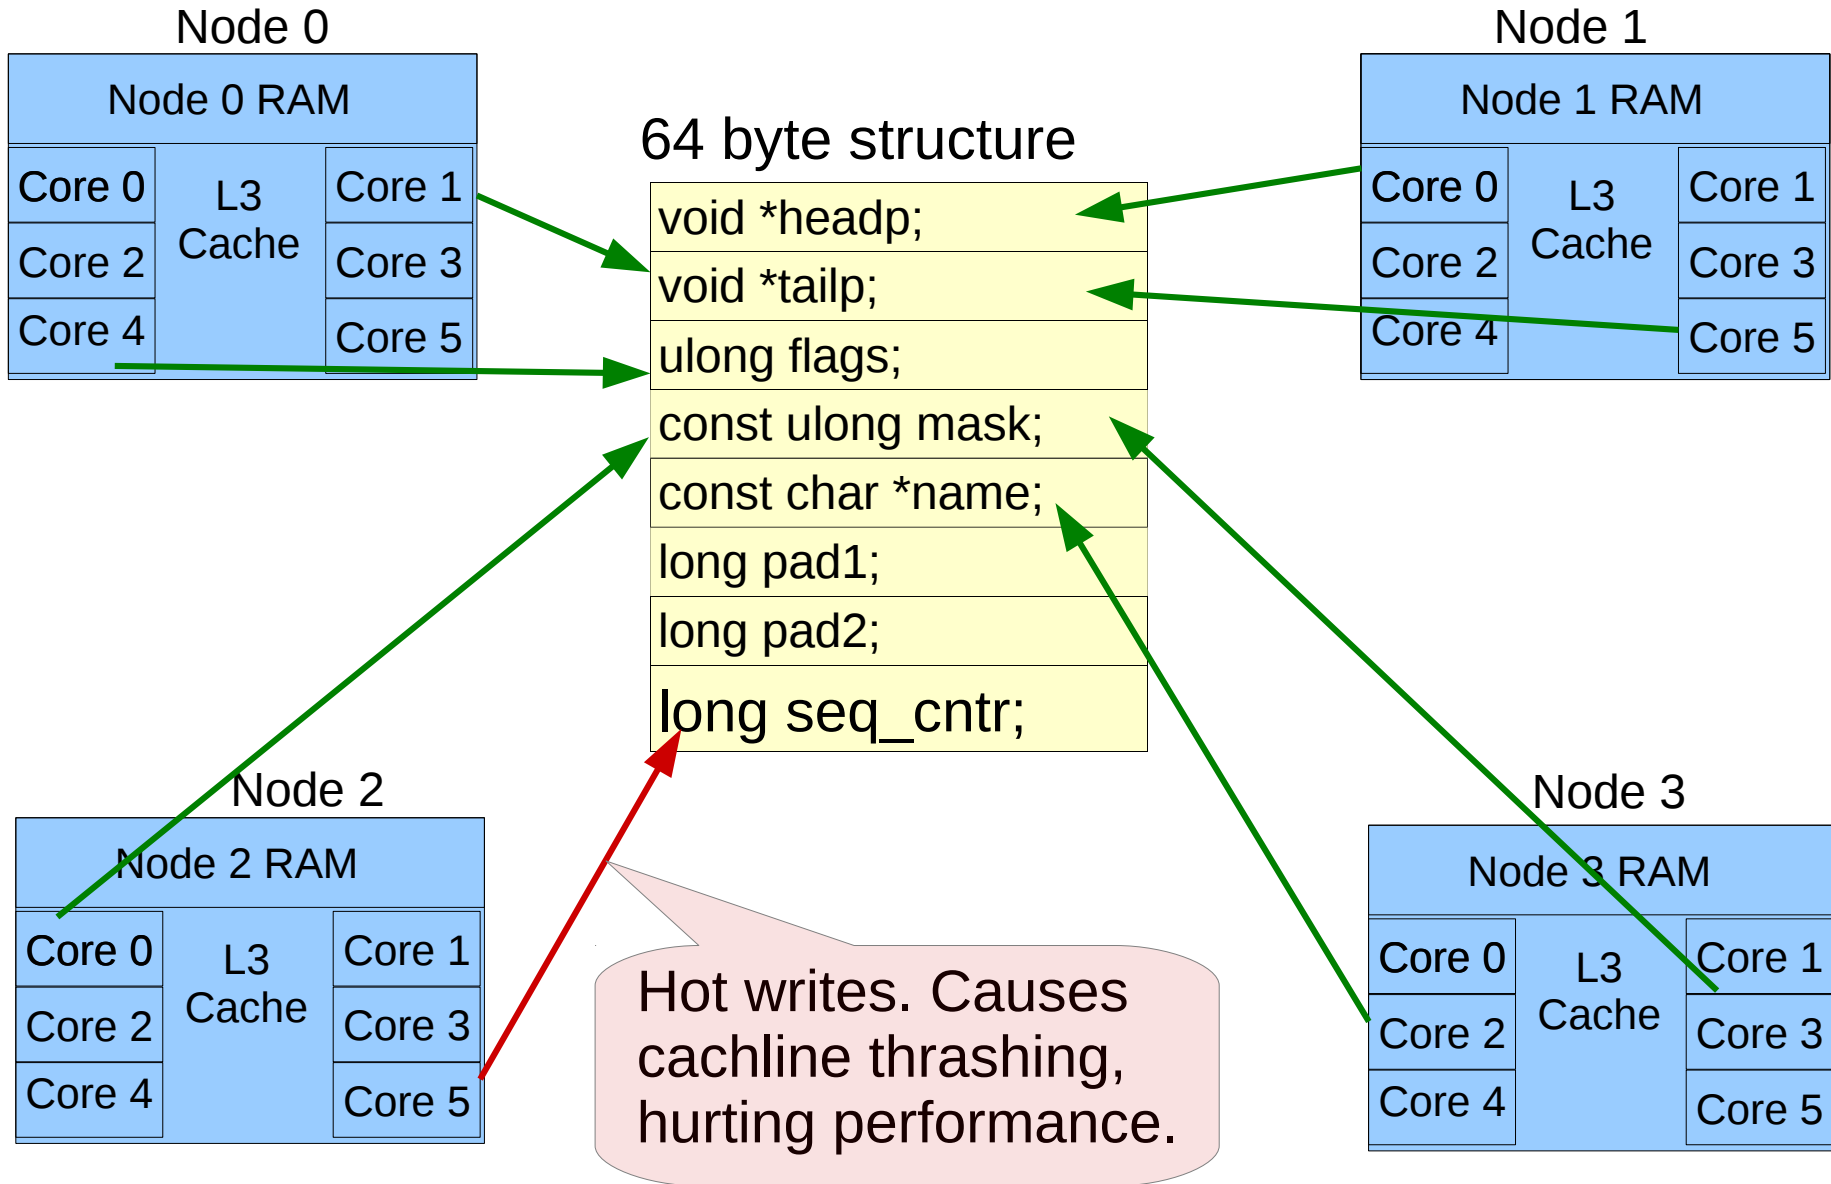 Node 0
Node 0 RAM
Core 0
L3
Cache
Core 1
Core 2
Core 3
Core 4
Core 5
Node 1
Node 1 RAM
Core 0
L3
Cache
Core 1
Core 2
Core 3
Core 4
Core 5
64 byte structure
void *headp;
void *tailp;
ulong flags;
const ulong mask;
const char *name;
long pad1;
long pad2;
long seq_cntr;
Node 2
Node 2 RAM
Core 0
L3
Cache
Core 1
Core 2
Core 3
Core 4
Core 5
Hot writes. Causes
cachline thrashing,
hurting performance.
Node 3
Node 3 RAM
Core 0
L3
Cache
Core 1
Core 2
Core 3
Core 4
Core 5